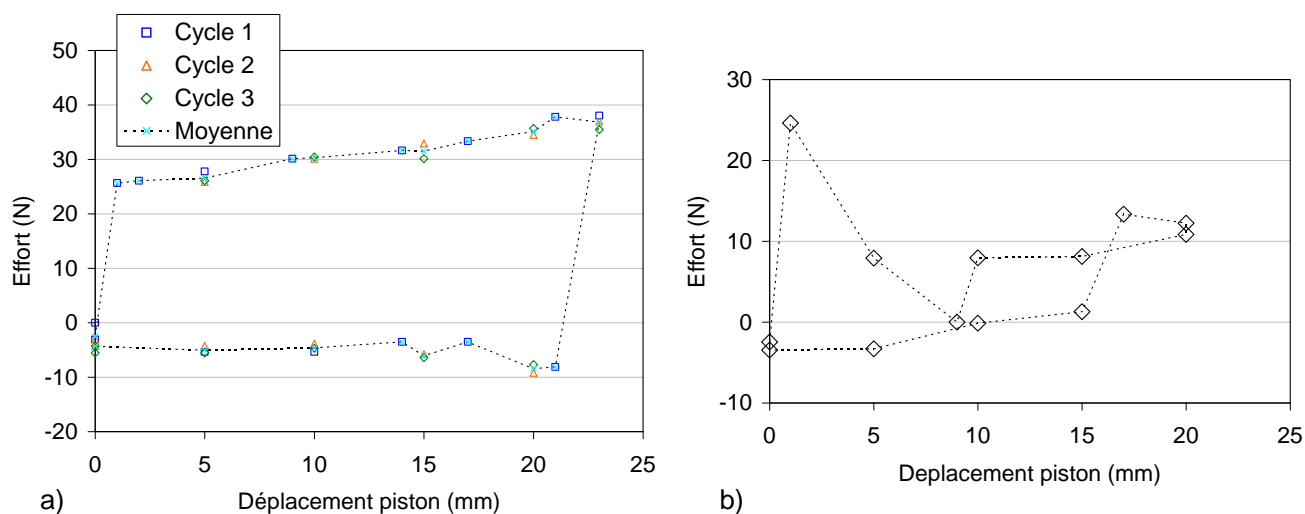 Cycle 1
Cycle 2
Cycle 3
Moyenne
50
40
30
20
10
0
-10
-20
Effort (N)
0 5 10 15 20 25
Déplacement piston (mm)
a)
30
20
10
0
-10
Effort (N)
0 5 10 15 20 25
Deplacement piston (mm)
b)